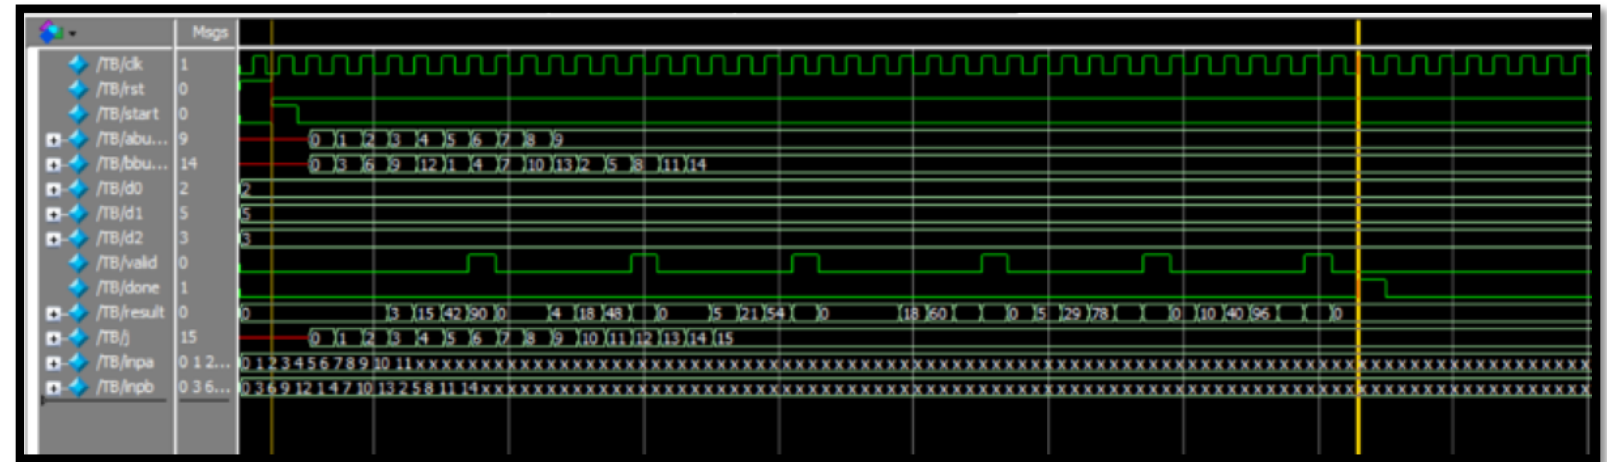 Msgs
/TB/clk 1
/TB/rst 0
/TB/start 0
/TB/abu... 9 0 1 2 3 4 5 6 7 8 9
/TB/bbu... 14 0 3 6 9 12 1 4 7 10 13 2 5 8 11 14
/TB/d0 2 2
/TB/d1 5 5
/TB/d2 3 3
/TB/valid 0
/TB/done 1
/TB/result 0 0 3 15 42 90 0 4 18 48 0 5 21 54 0 18 60 0 5 29 78 0 10 40 96 0
/TB/j 15 0 1 2 3 4 5 6 7 8 9 10 11 12 13 14 15
/TB/inpa 0 1 2... 0 1 2 3 4 5 6 7 8 9 10 11 x x x x x x x x x x x x x x x x x x x x x x x x x x x x x x x x x x x x x x x x x x x x x x x x x x x x x x x x x x x x x x x x x x x x x x x x x x x x x x x x x x x x x x
/TB/inpb 0 3 6... 0 3 6 9 12 1 4 7 10 13 2 5 8 11 14 x x x x x x x x x x x x x x x x x x x x x x x x x x x x x x x x x x x x x x x x x x x x x x x x x x x x x x x x x x x x x x x x x x x x x x x x x x x x x x x x x